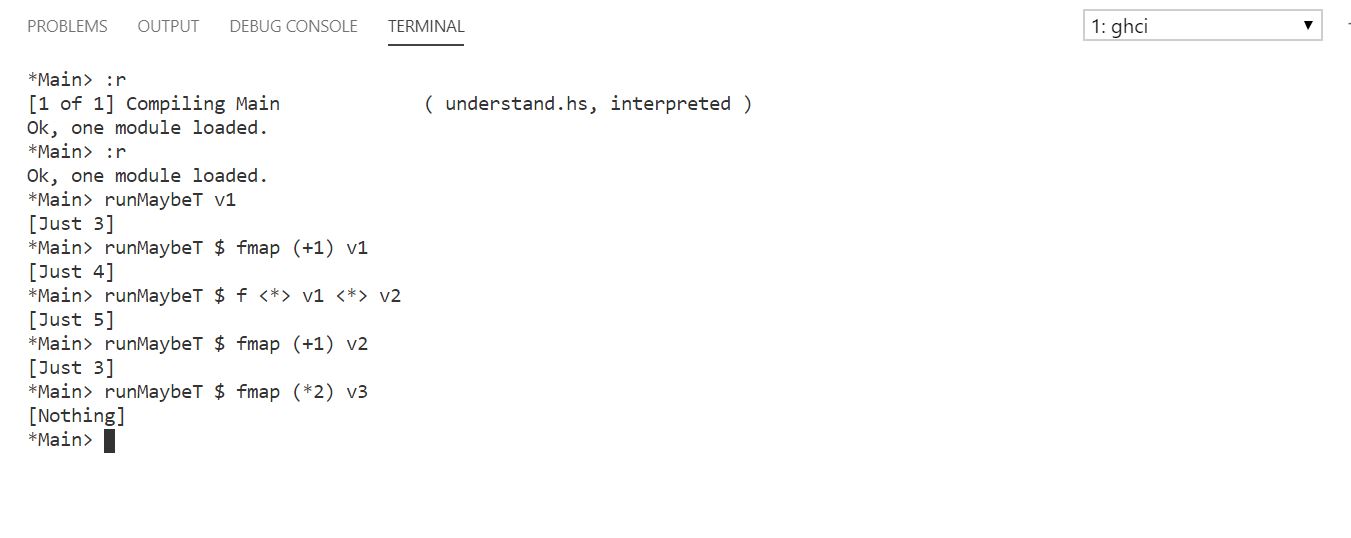 PROBLEMS OUTPUT DEBUG CONSOLE TERMINAL 1: ghci
*Main> :r
[1 of 1] Compiling Main             ( understand.hs, interpreted )
Ok, one module loaded.
*Main> :r
Ok, one module loaded.
*Main> runMaybeT v1
[Just 3]
*Main> runMaybeT $ fmap (+1) v1
[Just 4]
*Main> runMaybeT $ f <*> v1 <*> v2
[Just 5]
*Main> runMaybeT $ fmap (+1) v2
[Just 3]
*Main> runMaybeT $ fmap (*2) v3
[Nothing]
*Main>